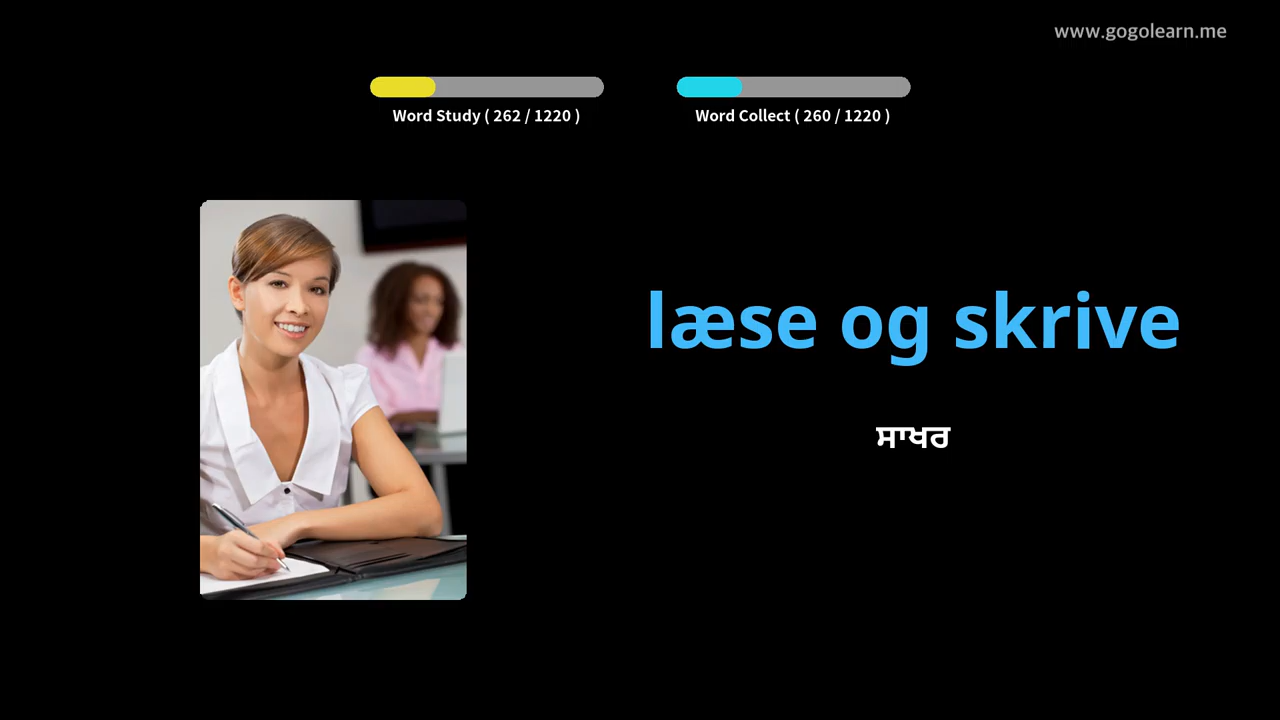 www.gogolearn.me
Word Study ( 262 / 1220 )
Word Collect ( 260 / 1220 )
læse og skrive
ਸਾਖਰ